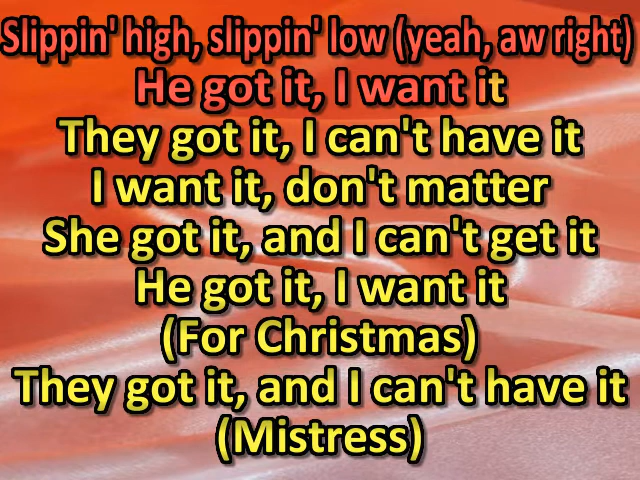 Slippin' high, slippin' low (yeah, aw right)
He got it, I want it
They got it, I can't have it
I want it, don't matter
She got it, and I can't get it
He got it, I want it
(For Christmas)
They got it, and I can't have it
(Mistress)